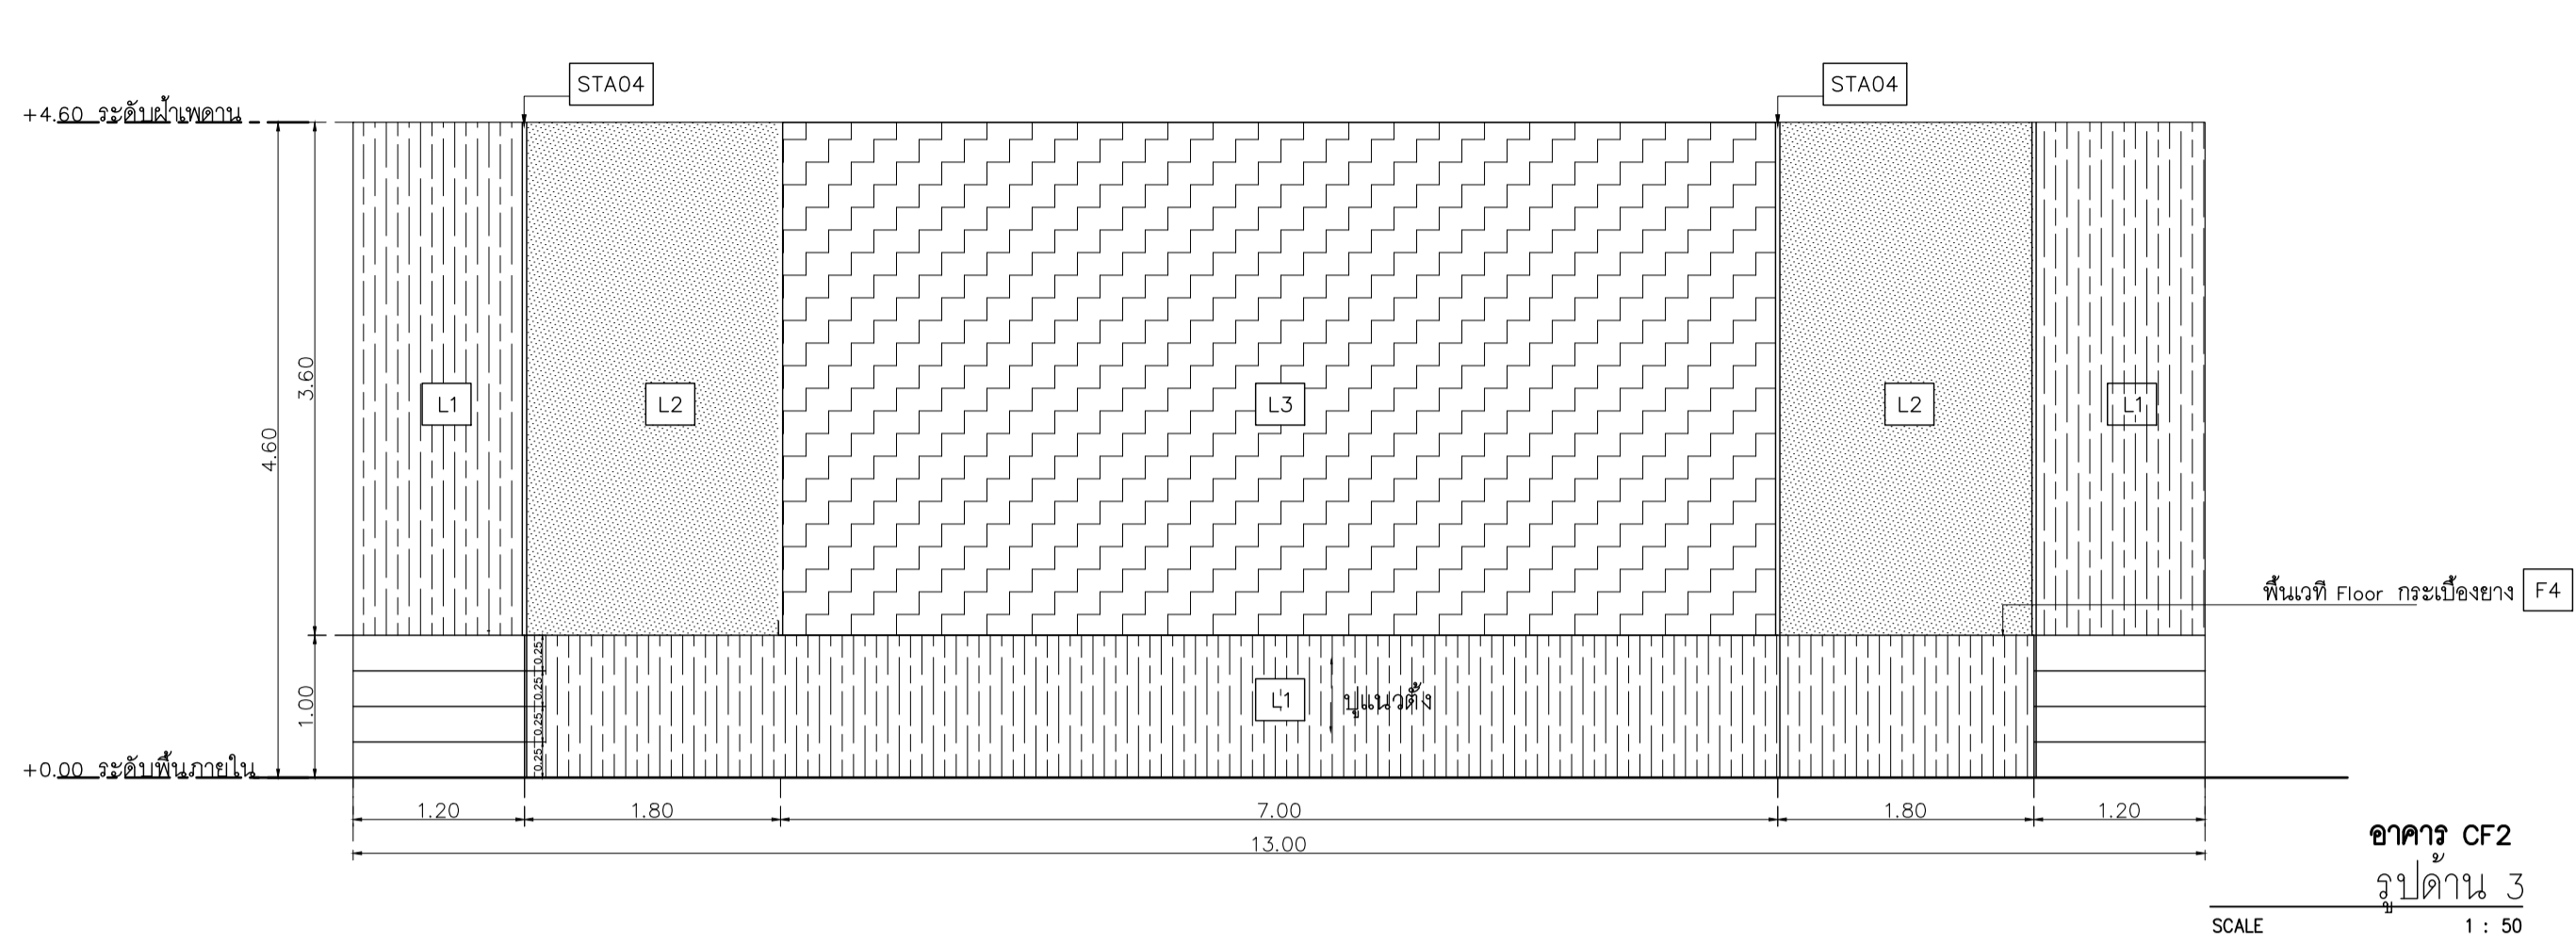 STA04
STA04
+4.60 ระดับฝ้าเพดาน
3.60
4.60
L1
L2
L3
L2
L1
พื้นเวที Floor กระเบื้องยาง F4
0.25
0.25
0.25
0.25
1.00
L1
ปูแนวตั้ง
+0.00 ระดับพื้นภายใน
1.20
1.80
7.00
1.80
1.20
13.00
อาคาร CF2
รูปด้าน 3
SCALE 1 : 50